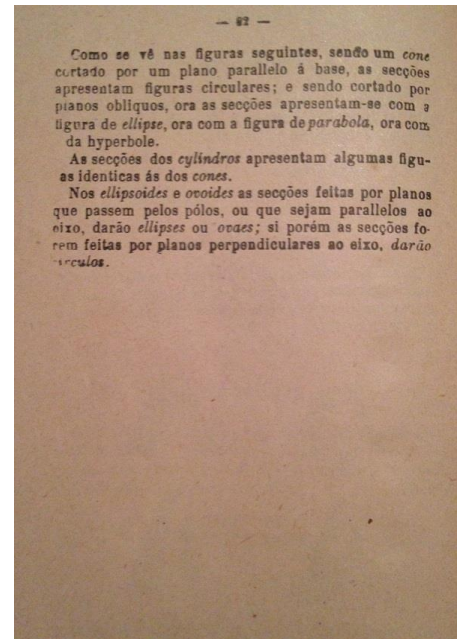 — 82 —
Como se vê nas figuras seguintes, sendo um cone
cortado por um plano parallelo á base, as secções
apresentam figuras circulares; e sendo cortado por
planos obliquos, ora as secções apresentam-se com a
figura de ellipse, ora com a figura de parabola, ora com
da hyperbole.
As secções dos cylindros apresentam algumas figu-
as identicas ás dos cones.
Nos ellipsoides e ovoides as secções feitas por planos
que passem pelos pólos, ou que sejam parallelos ao
eixo, darão ellipses ou ovaes; si porém as secções fo-
rem feitas por planos perpendiculares ao eixo, darão
circulos.